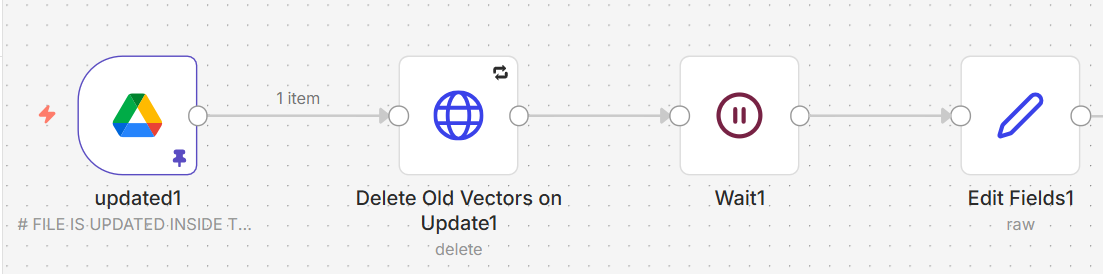 1 item
updated1
# FILE IS UPDATED INSIDE T...
Delete Old Vectors on
Update1
delete
Wait1
Edit Fields1
raw